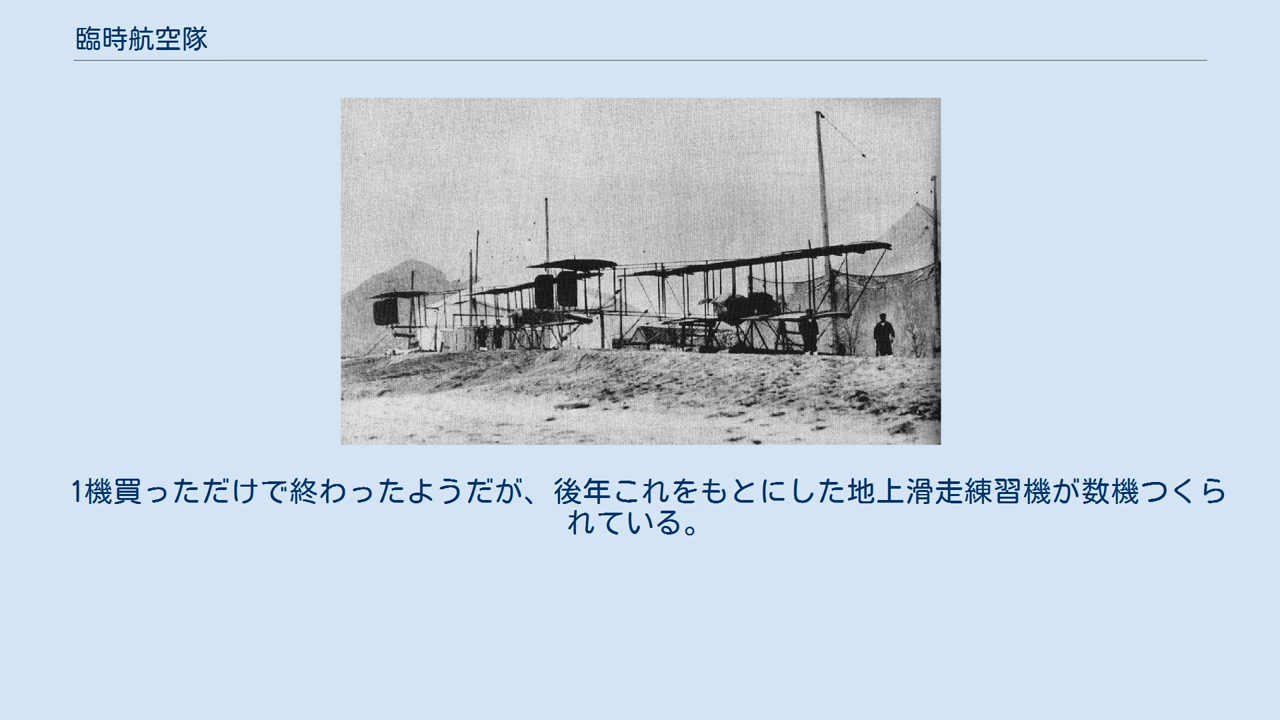 臨時航空隊
1機買っただけで終わったようだが、後年これをもとにした地上滑走練習機が数機つくら
れている。